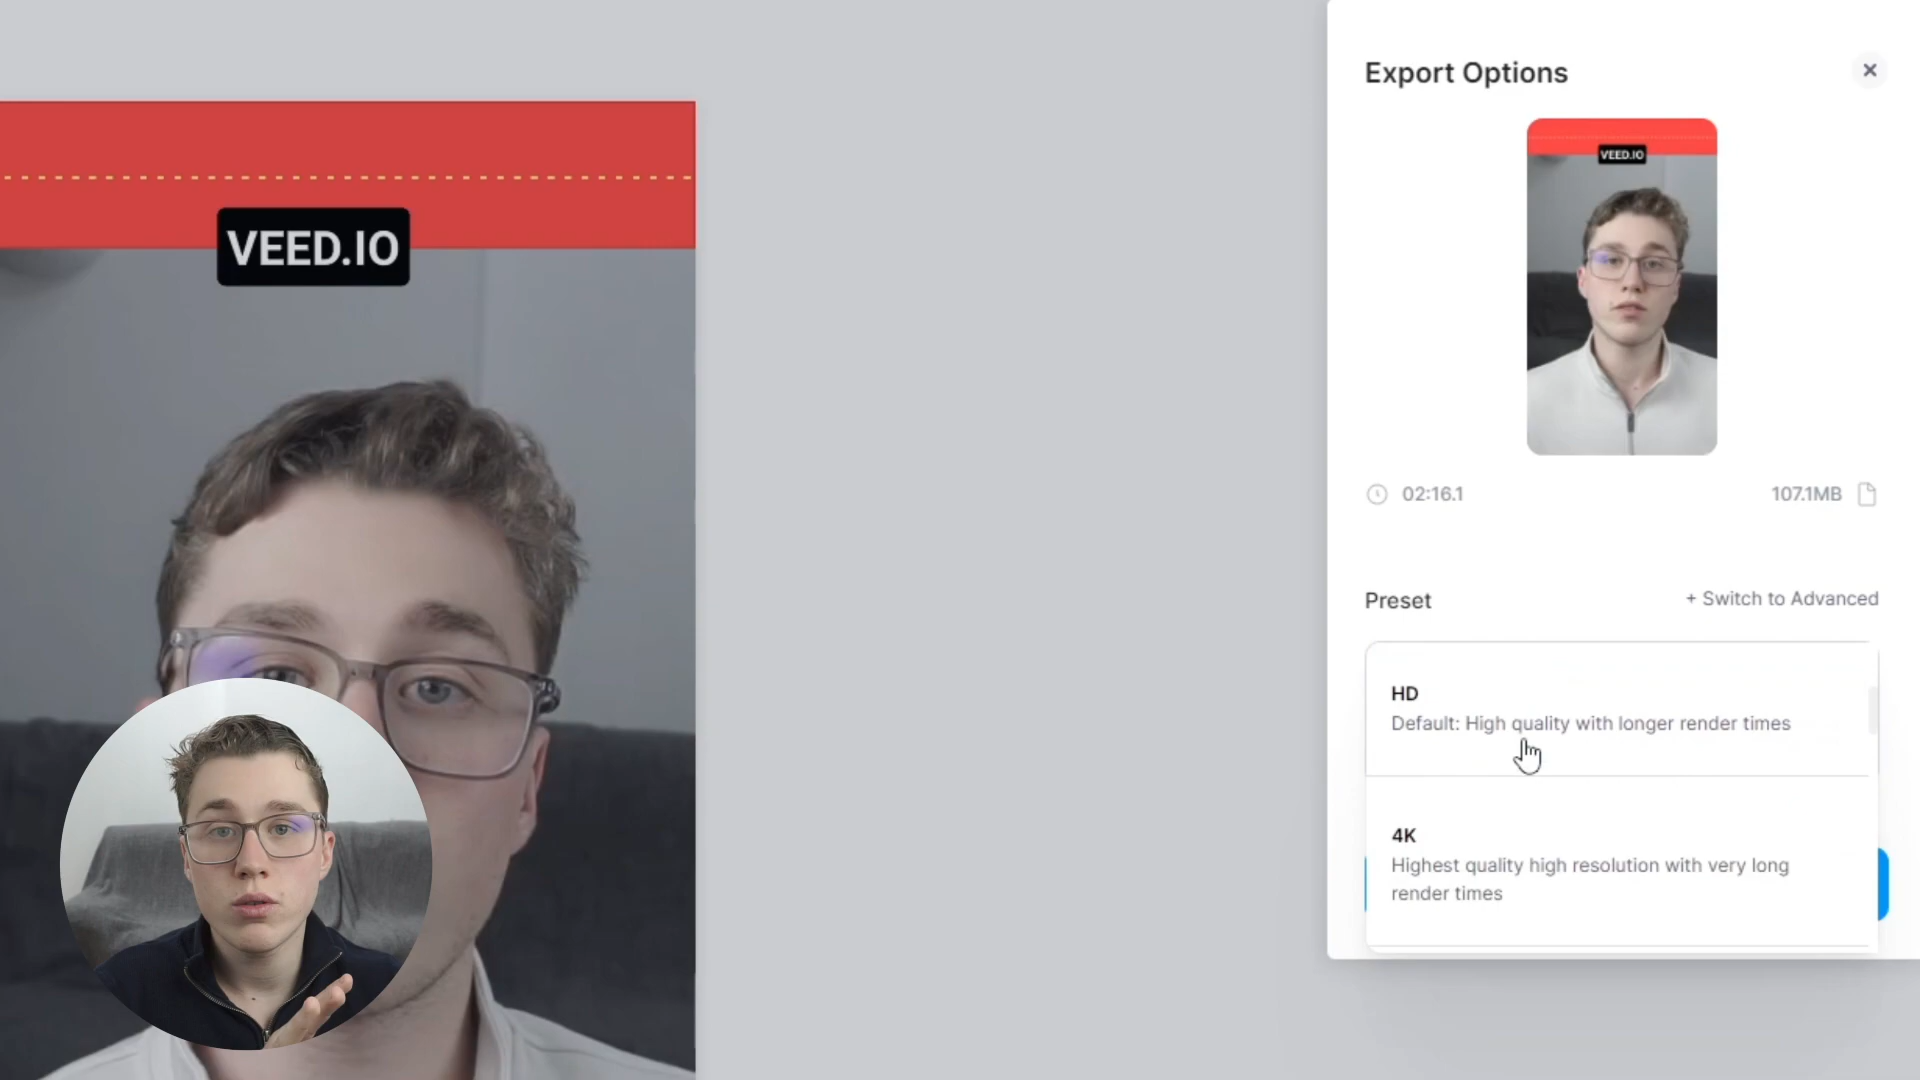 VEED.IO
Export Options
VEED.IO
02:16.1
107.1MB
Preset
+ Switch to Advanced
HD
Default: High quality with longer render times
4K
Highest quality high resolution with very long
render times